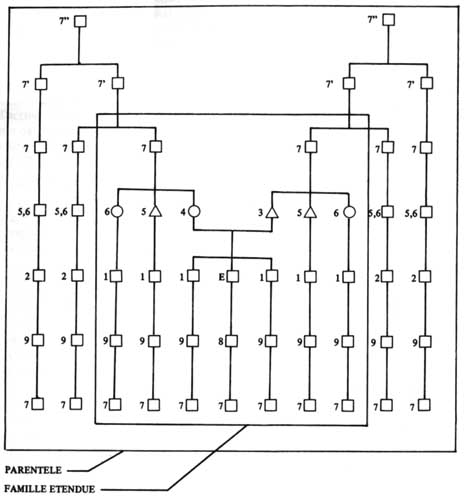 7" 7"
7' 7' 7' 7'
7 7 7 7 7 7
5,6 5,6 6 5 4 3 5 6 5,6 5,6
2 2 1 1 1 E 1 1 1 2 2
9 9 9 9 9 8 9 9 9 9 9
7 7 7 7 7 7 7 7 7 7 7
PARENTELE
FAMILLE ETENDUE